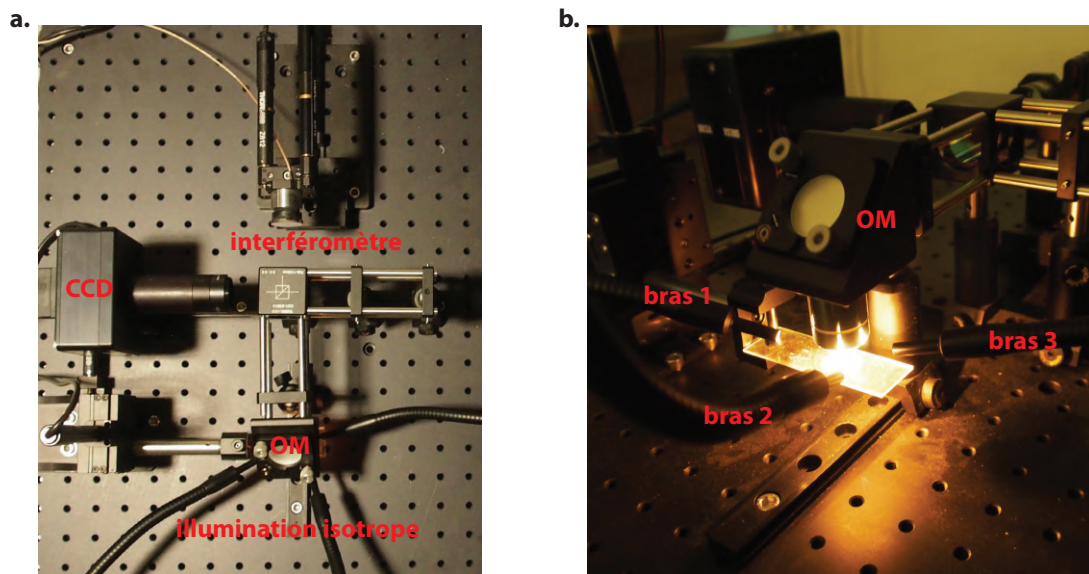 a.
b.
interféromètre
CCD
OM
illumination isotrope
OM
bras 1
bras 3
bras 2